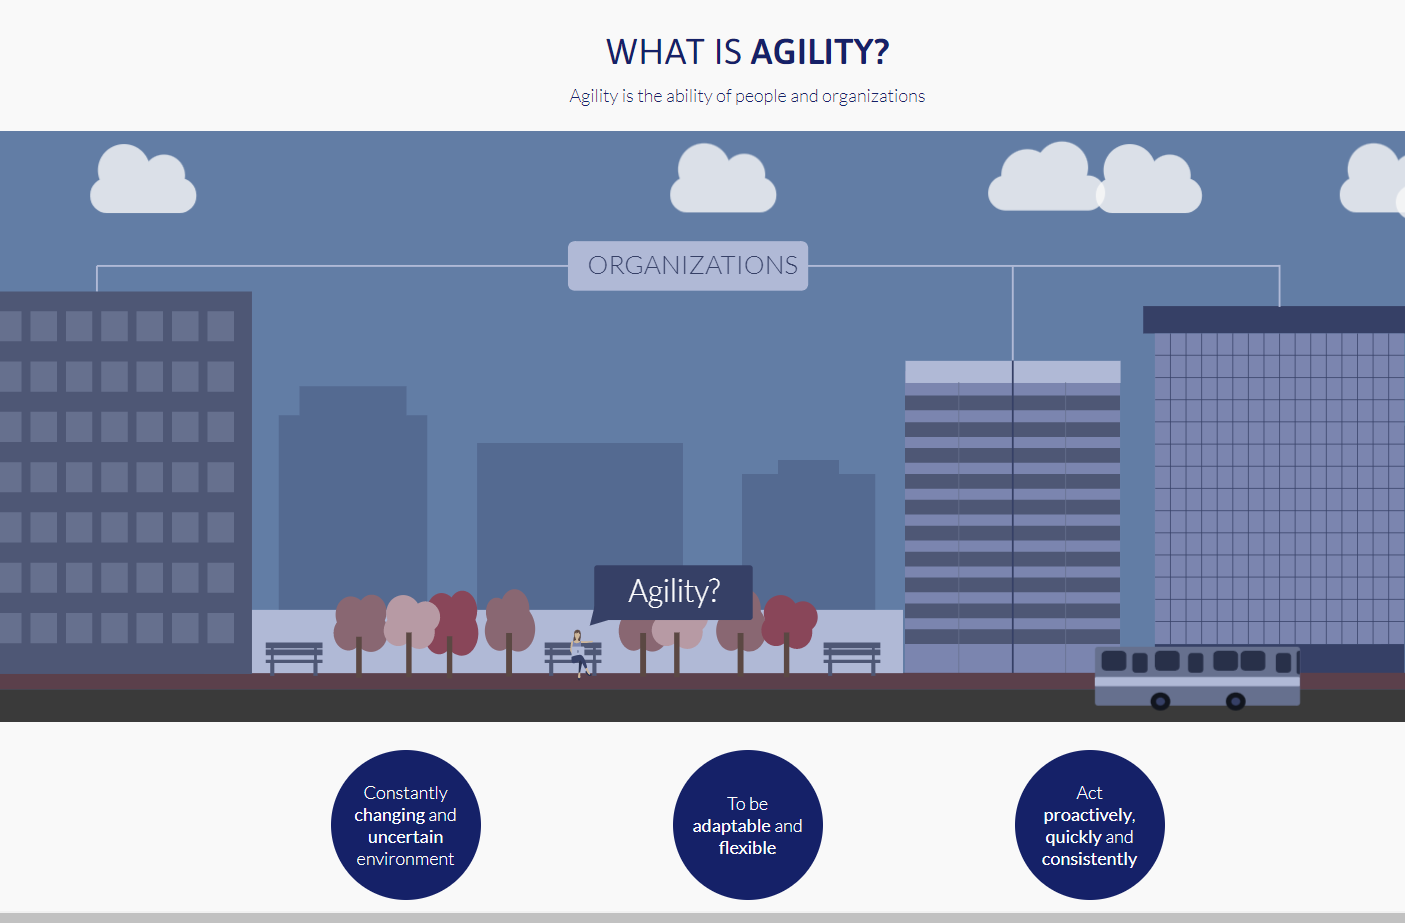 WHAT IS AGILITY?
Agility is the ability of people and organizations
ORGANIZATIONS
Agility?
Constantly
changing and
uncertain
environment
To be
adaptable and
flexible
Act
proactively,
quickly and
consistently